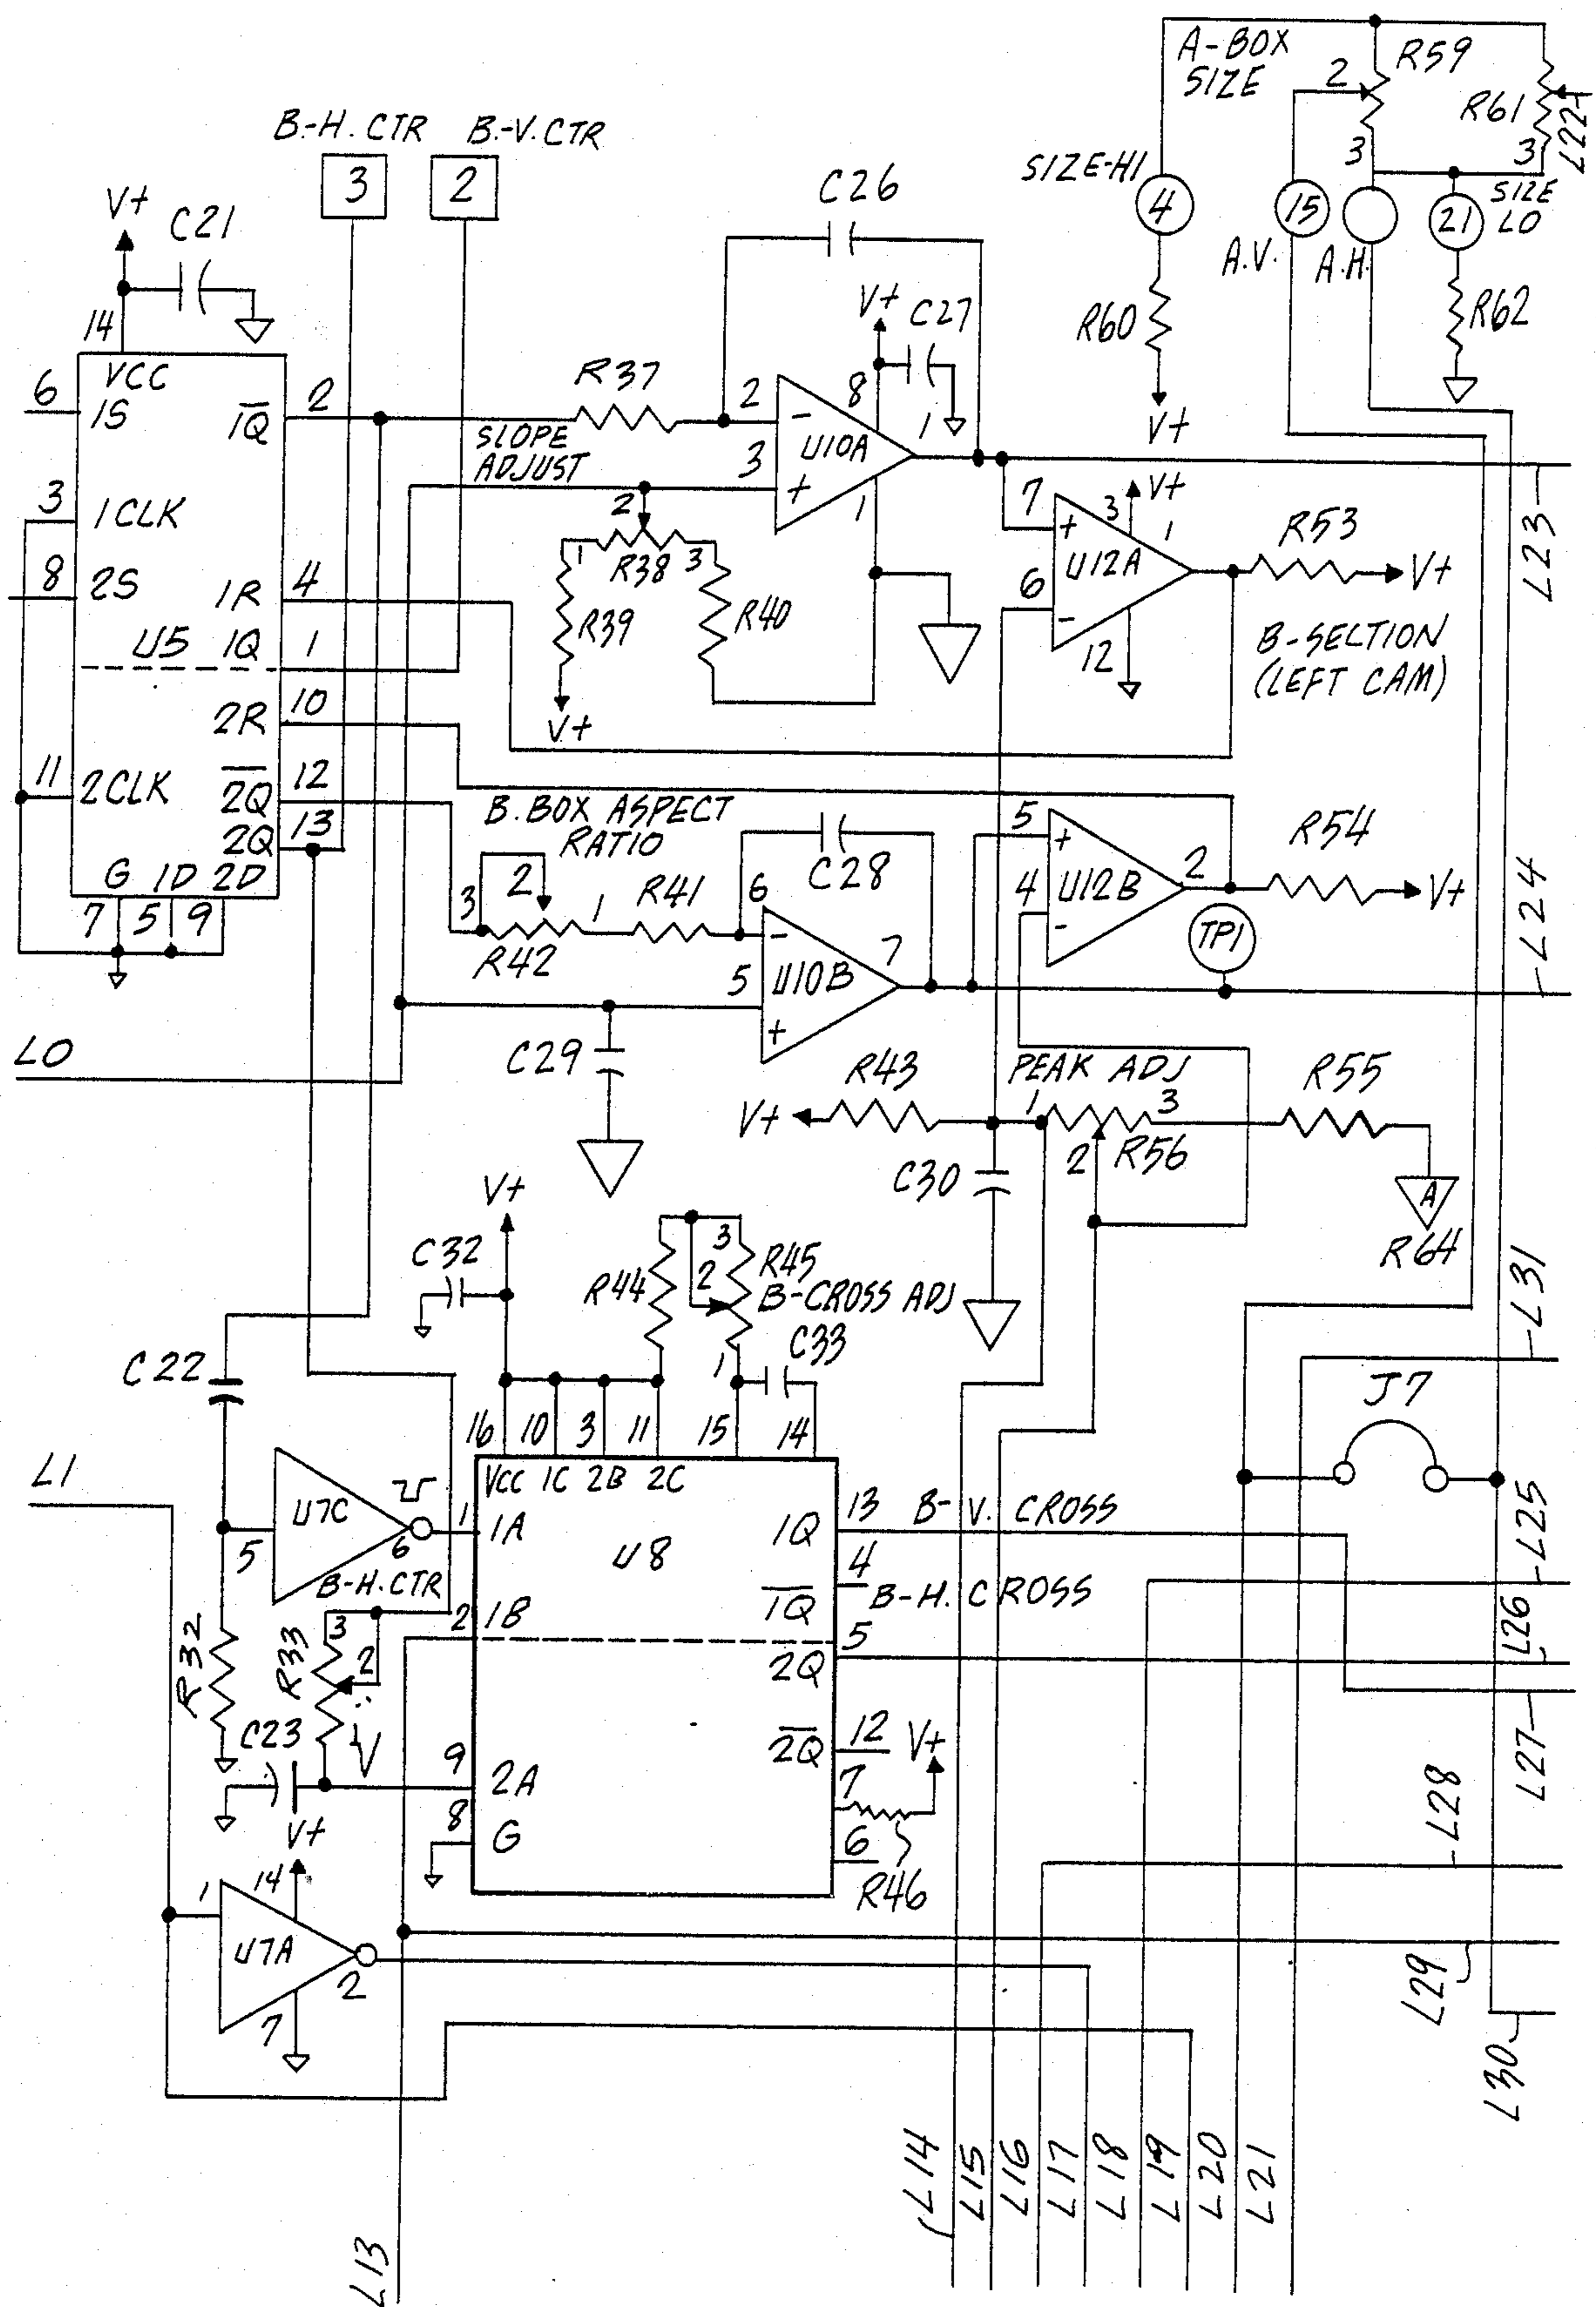 A-BOX
SIZE
R59
2
R61
3
3
L22
B.-H. CTR
B.-V. CTR
3
2
SIZE-HI
4
15
21
SIZE
LO
A.V.
A.H.
R60
R62
V+
V+
C21
14
C26
V+
C27
6
VCC
1S
1Q
2
R37
2
8
1
SLOPE
ADJUST
3
U10A
-
+
1
3
1CLK
2
1
R38
3
7
3
V+
1
R53
V+
L23
8
2S
1R
4
R39
R40
U12A
+
6
-
12
U5
1Q
1
B-SECTION
(LEFT CAM)
V+
2R
10
11
2CLK
2Q
12
B.BOX ASPECT
RATIO
2Q
13
C28
5
+
U12B
2
R54
V+
4
-
L24
G
1D
2D
7
5
9
3
2
1
R41
6
-
R42
TP1
U10B
7
5
+
LO
C29
R43
PEAK ADJ
R55
V+
1
3
2
R56
C30
A
R64
V+
C32
R44
3
R45
2
B-CROSS ADJ
1
C33
L31
C22
J7
16
10
3
11
15
14
L1
VCC
1C
2B
2C
U7C
5
6
1
1A
U8
1Q
13
B-V. CROSS
L25
B-H.CTR
4
1Q
B-H. CROSS
2
1B
5
2Q
L26
R32
R33
3
2
C23
V
9
2A
2Q
12
V+
L27
7
8
G
6
R46
L28
V+
1
14
U7A
2
7
L29
L30
L14
L15
L16
L17
L18
L19
L20
L21
L13